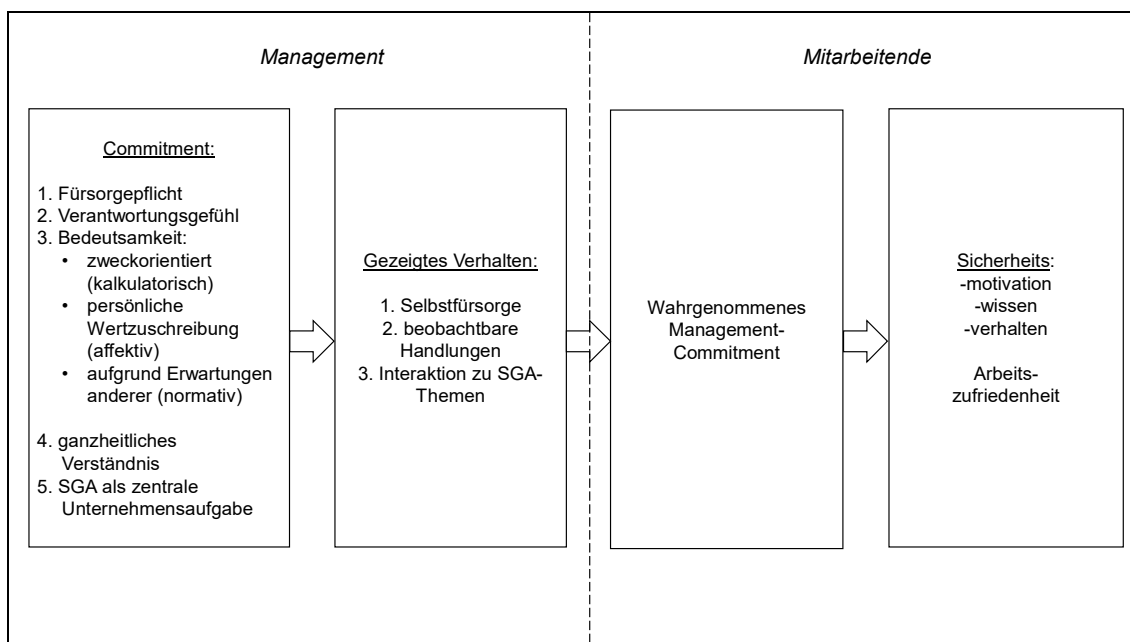 Management
Commitment:
1. Fürsorgepflicht
2. Verantwortungsgefühl
3. Bedeutsamkeit:
• zweckorientiert
(kalkulatorisch)
• persönliche
Wertzuschreibung
(affektiv)
• aufgrund Erwartungen
anderer (normativ)
4. ganzheitliches
Verständnis
5. SGA als zentrale
Unternehmensaufgabe
Gezeigtes Verhalten:
1. Selbstfürsorge
2. beobachtbare
Handlungen
3. Interaktion zu SGA-
Themen
Mitarbeitende
Wahrgenommenes
Management-
Commitment
Sicherheits:
-motivation
-wissen
-verhalten
Arbeits-
zufriedenheit